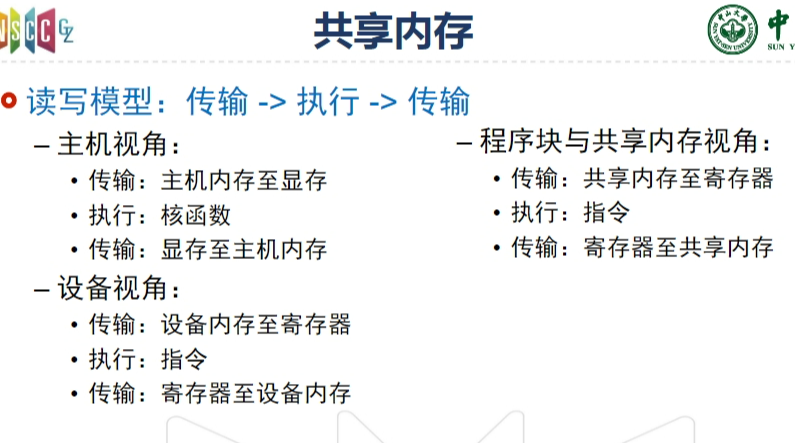 NSCC GZ
共享内存
中
SUN YAT-SEN UNIVERSITY
SUN Y
读写模型：传输 -> 执行 -> 传输
– 主机视角：
• 传输：主机内存至显存
• 执行：核函数
• 传输：显存至主机内存
– 设备视角：
• 传输：设备内存至寄存器
• 执行：指令
• 传输：寄存器至设备内存
– 程序块与共享内存视角：
• 传输：共享内存至寄存器
• 执行：指令
• 传输：寄存器至共享内存